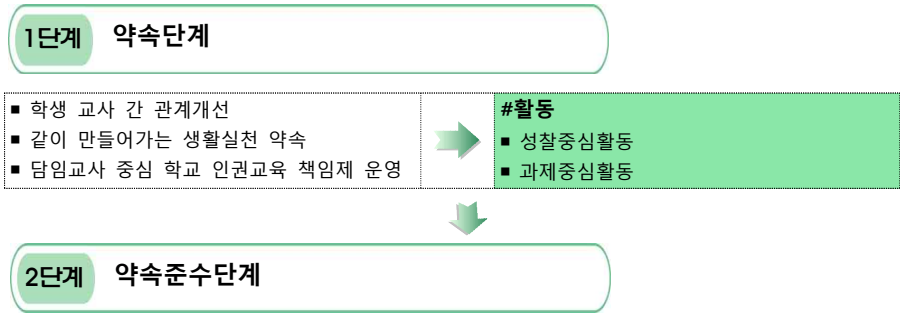 1단계 약속단계
■ 학생 교사 간 관계개선
■ 같이 만들어가는 생활실천 약속
■ 담임교사 중심 학교 인권교육 책임제 운영
#활동
■ 성찰중심활동
■ 과제중심활동
2단계 약속준수단계